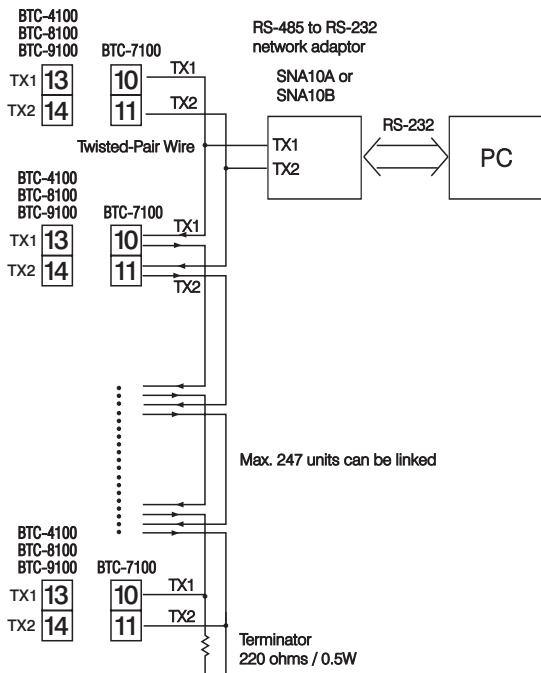 BTC-4100
BTC-8100
BTC-9100 BTC-7100
TX1 13 10 TX1
TX2 14 11 TX2
Twisted-Pair Wire
RS-485 to RS-232
network adaptor
SNA10A or
SNA10B
TX1
TX2
RS-232
PC
BTC-4100
BTC-8100
BTC-9100 BTC-7100
TX1 13 10 TX1
TX2 14 11
TX2
Max. 247 units can be linked
BTC-4100
BTC-8100
BTC-9100 BTC-7100
TX1 13 10 TX1
TX2 14 11 TX2
Terminator
220 ohms / 0.5W